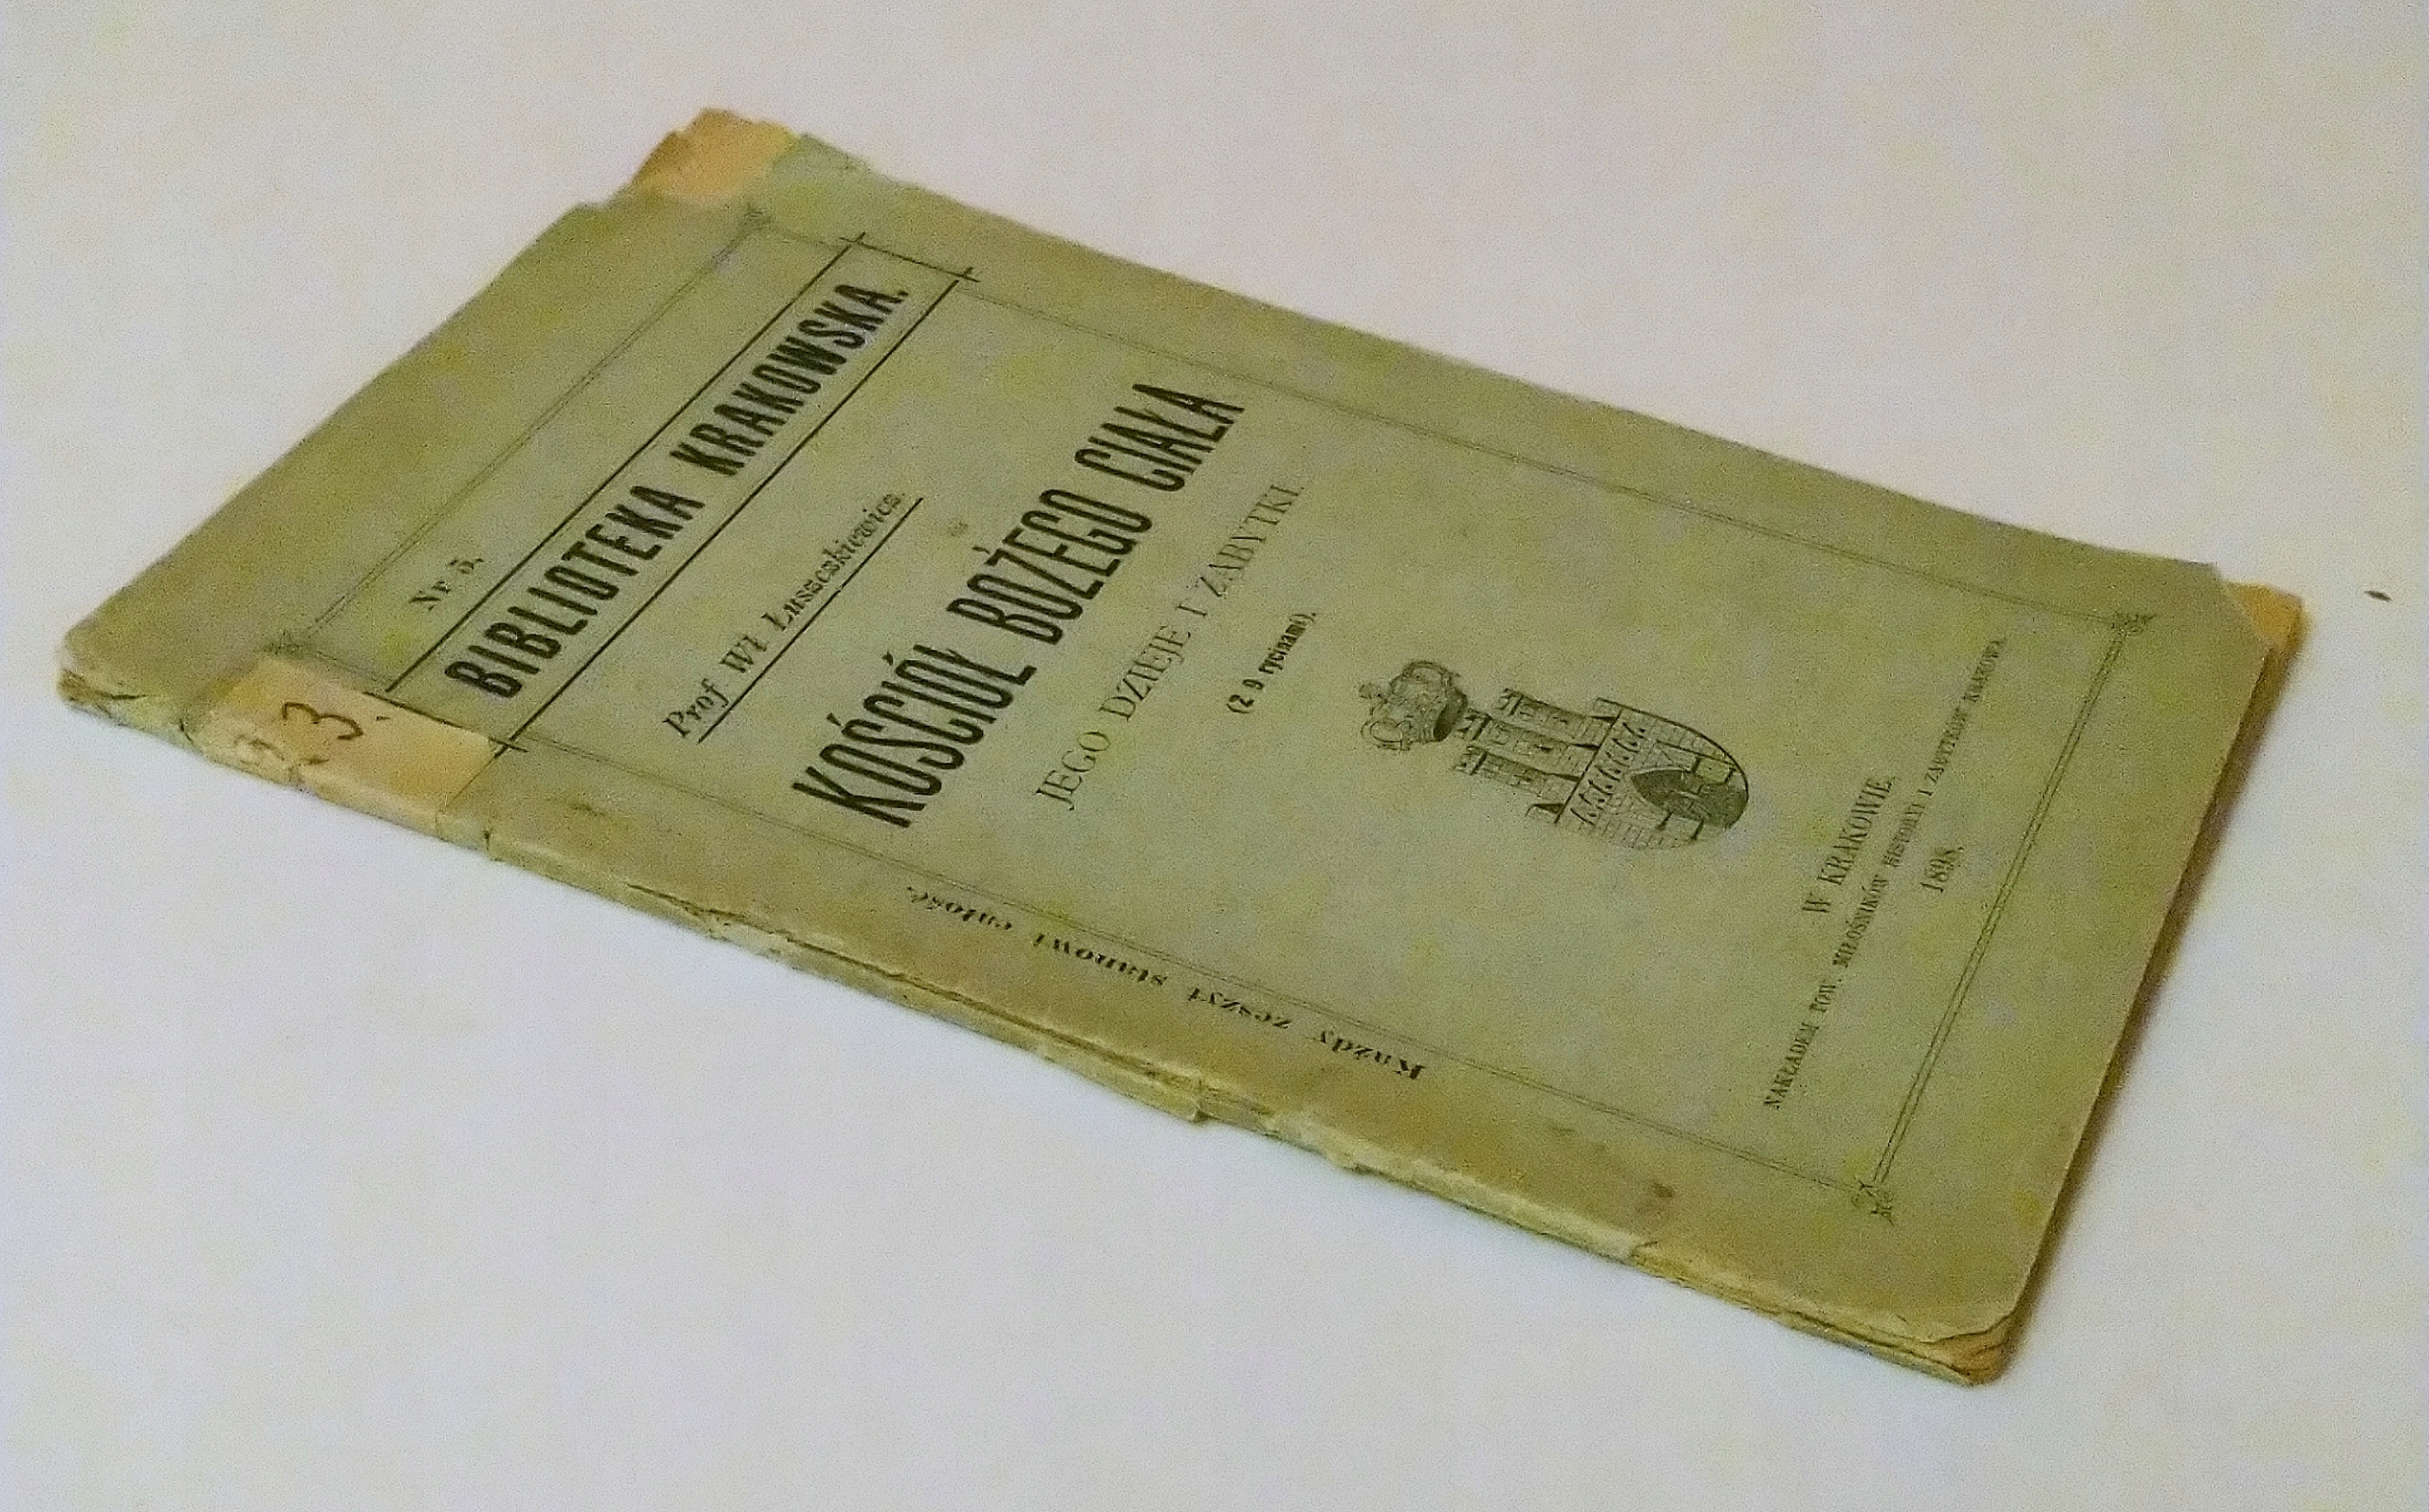 Nr 5.
BIBLIOTEKA KRAKOWSKA.
Prof Wł Łuszczkiewicz.
KOŚCIÓŁ BOŻEGO CIAŁA
JEGO DZIEJE I ZABYTKI.
(Z 9 rycinami).
W KRAKOWIE.
NAKŁADEM TOW. MIŁOŚNIKÓW HISTORYI I ZABYTKÓW KRAKOWA.
1898.
Każdy zeszyt stanowi całość.
3.